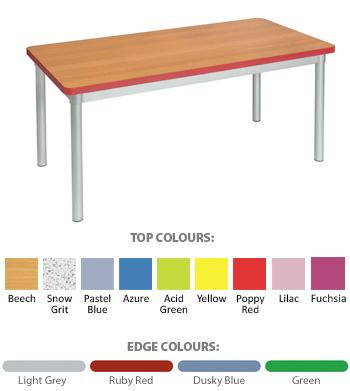 TOP COLOURS:
Beech Snow Grit Pastel Blue Azure Acid Green Yellow Poppy Red Lilac Fuchsia
EDGE COLOURS:
Light Grey Ruby Red Dusky Blue Green